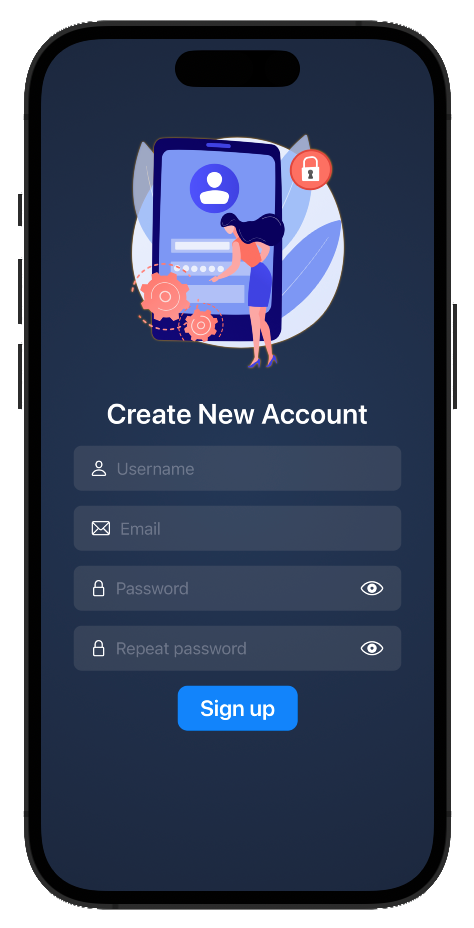 Create New Account
Username
Email
Password
Repeat password
Sign up